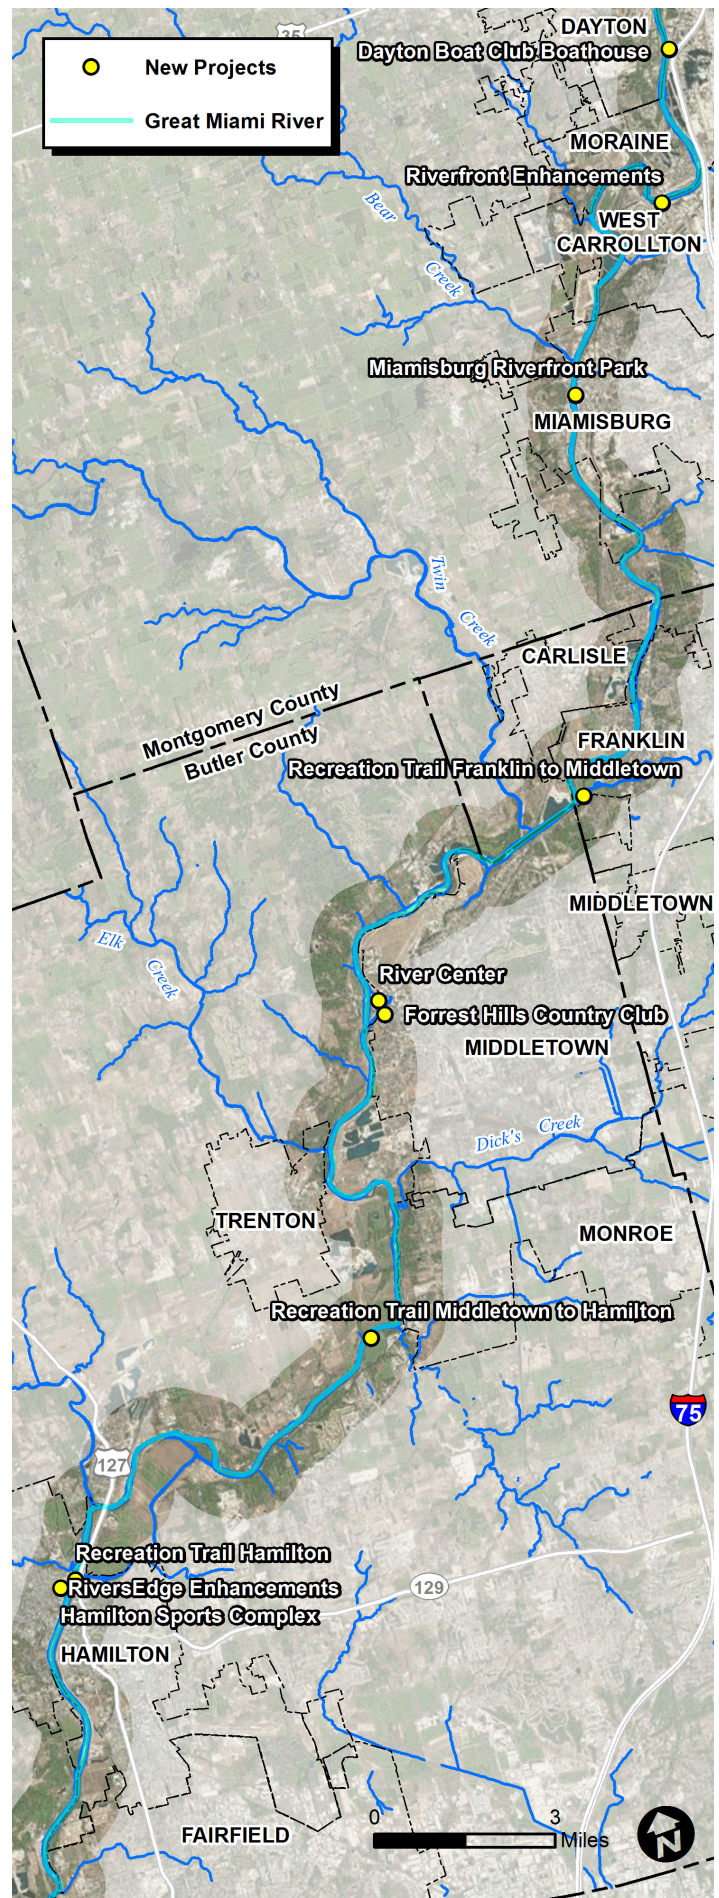 35
DAYTON
Dayton Boat Club Boathouse
New Projects
Great Miami River
MORAINE
Riverfront Enhancements
Bear
Creek
WEST
CARROLLTON
Miamisburg Riverfront Park
MIAMISBURG
Twin
Creek
CARLISLE
Montgomery County
Butler County
FRANKLIN
Recreation Trail Franklin to Middletown
MIDDLETOWN
Elk
Creek
River Center
Forrest Hills Country Club
MIDDLETOWN
Dick's Creek
TRENTON
MONROE
Recreation Trail Middletown to Hamilton
75
127
Recreation Trail Hamilton
RiversEdge Enhancements
129
Hamilton Sports Complex
HAMILTON
FAIRFIELD
0 3
Miles
N